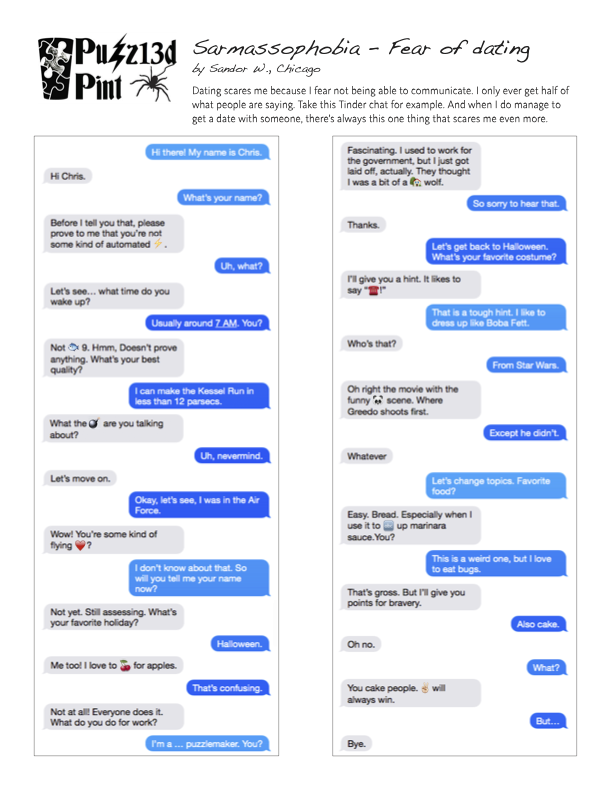 Puzz13d
Pint
Sarmassophobia - Fear of dating
by Sandor W., Chicago
Dating scares me because I fear not being able to communicate. I only ever get half of
what people are saying. Take this Tinder chat for example. And when I do manage to
get a date with someone, there's always this one thing that scares me even more.
Hi there! My name is Chris.
Hi Chris.
What's your name?
Before I tell you that, please
prove to me that you're not
some kind of automated ⚡.
Uh, what?
Let's see... what time do you
wake up?
Usually around 7 AM. You?
Not 🐟 9. Hmm, Doesn't prove
anything. What's your best
quality?
I can make the Kessel Run in
less than 12 parsecs.
What the 💣 are you talking
about?
Uh, nevermind.
Let's move on.
Okay, let's see, I was in the Air
Force.
Wow! You're some kind of
flying ❤️?
I don't know about that. So
will you tell me your name
now?
Not yet. Still assessing. What's
your favorite holiday?
Halloween.
Me too! I love to 🍒 for apples.
That's confusing.
Not at all! Everyone does it.
What do you do for work?
I'm a ... puzzlemaker. You?
Fascinating. I used to work for
the government, but I just got
laid off, actually. They thought
I was a bit of a wolf.
So sorry to hear that.
Thanks.
Let's get back to Halloween.
What's your favorite costume?
I'll give you a hint. It likes to
say "☎️!"
That is a tough hint. I like to
dress up like Boba Fett.
Who's that?
From Star Wars.
Oh right the movie with the
funny 🐼 scene. Where
Greedo shoots first.
Except he didn't.
Whatever
Let's change topics. Favorite
food?
Easy. Bread. Especially when I
use it to up marinara
sauce.You?
This is a weird one, but I love
to eat bugs.
That's gross. But I'll give you
points for bravery.
Also cake.
Oh no.
What?
You cake people. ✌ will
always win.
But...
Bye.